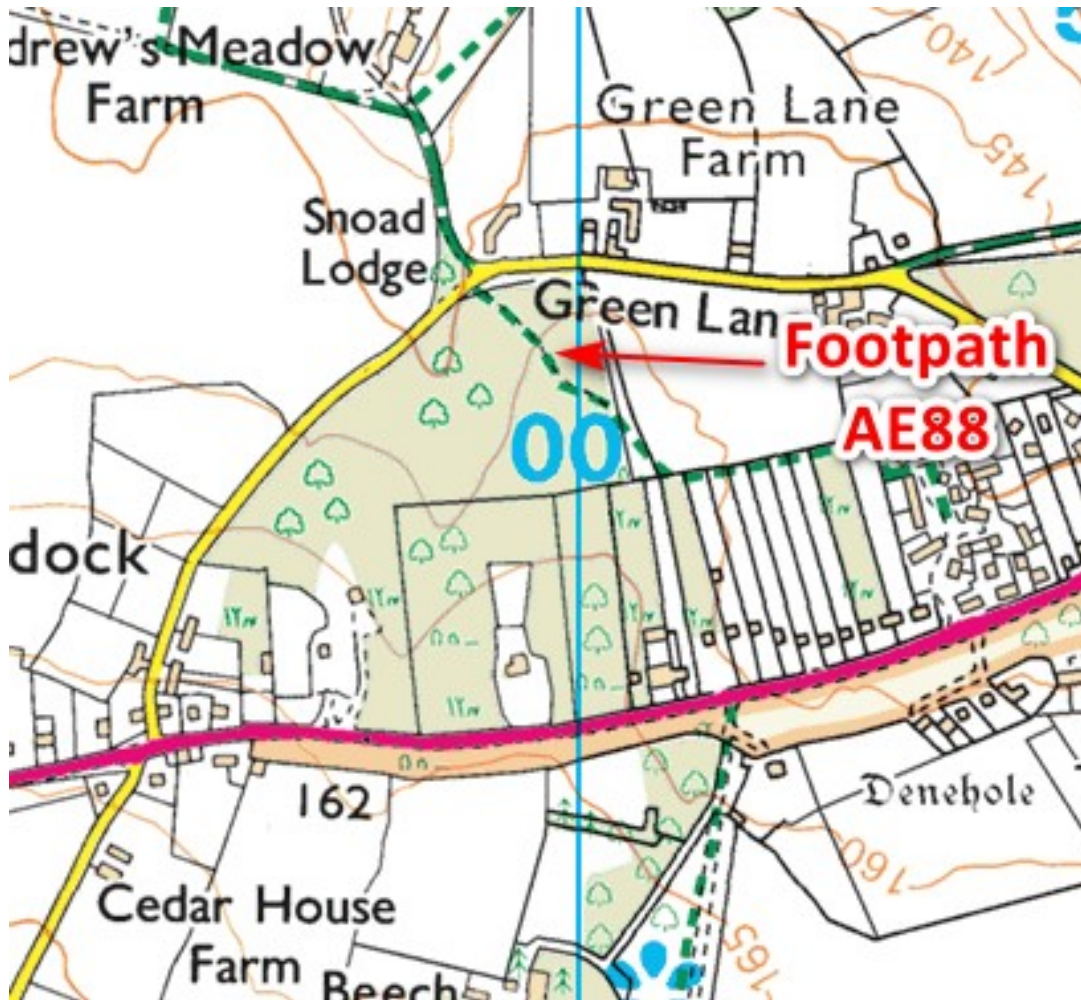 drew's Meadow
Farm
140
Green Lane
Farm
145
Snoad
Lodge
Green Lan
Footpath
AE88
00
dock
162
Denehole
160
Cedar House
Farm
165
Beech